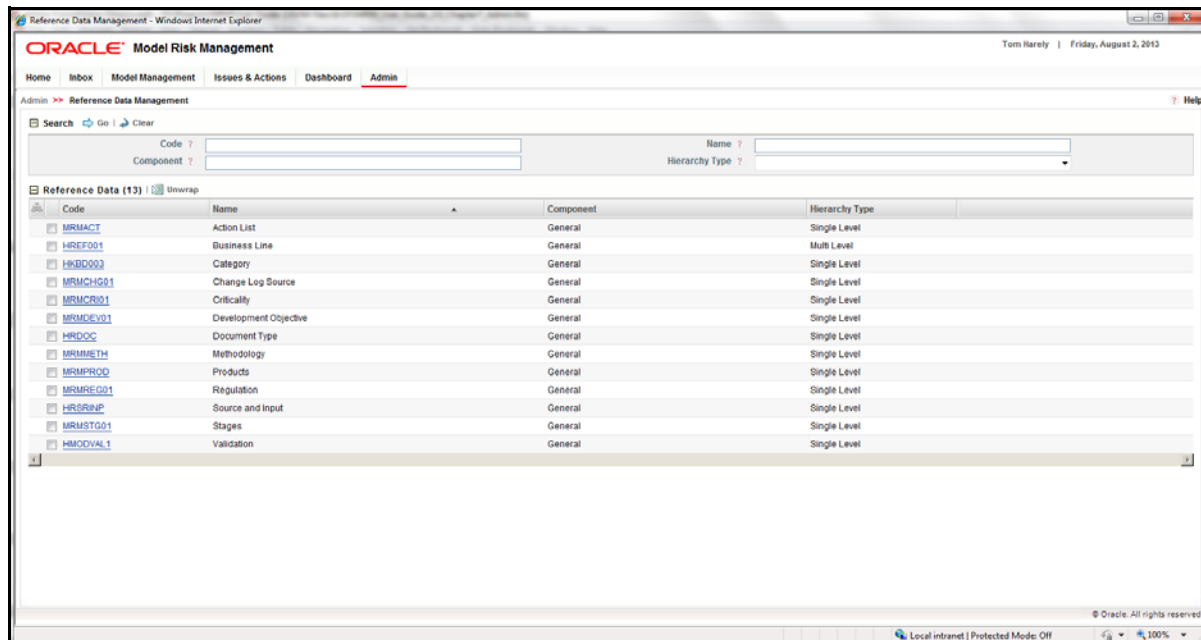 Reference Data Management - Windows Internet Explorer
ORACLE Model Risk Management
Tom Harely | Friday, August 2, 2013
Home Inbox Model Management Issues & Actions Dashboard Admin
Admin >> Reference Data Management
? Help
Search Go | Clear
Code ? Name ?
Component ? Hierarchy Type ?
Reference Data (13) | Unwrap
Code Name Component Hierarchy Type
MRMACT Action List General Single Level
HREF001 Business Line General Multi Level
HKBD003 Category General Single Level
MRMCHG01 Change Log Source General Single Level
MRMCRI01 Criticality General Single Level
MRMDEV01 Development Objective General Single Level
HRDOC Document Type General Single Level
MRMMETH Methodology General Single Level
MRMPROD Products General Single Level
MRMREG01 Regulation General Single Level
HRSRINP Source and Input General Single Level
MRMSTG01 Stages General Single Level
HMODVAL1 Validation General Single Level
© Oracle. All rights reserved
Local intranet | Protected Mode: Off 100%